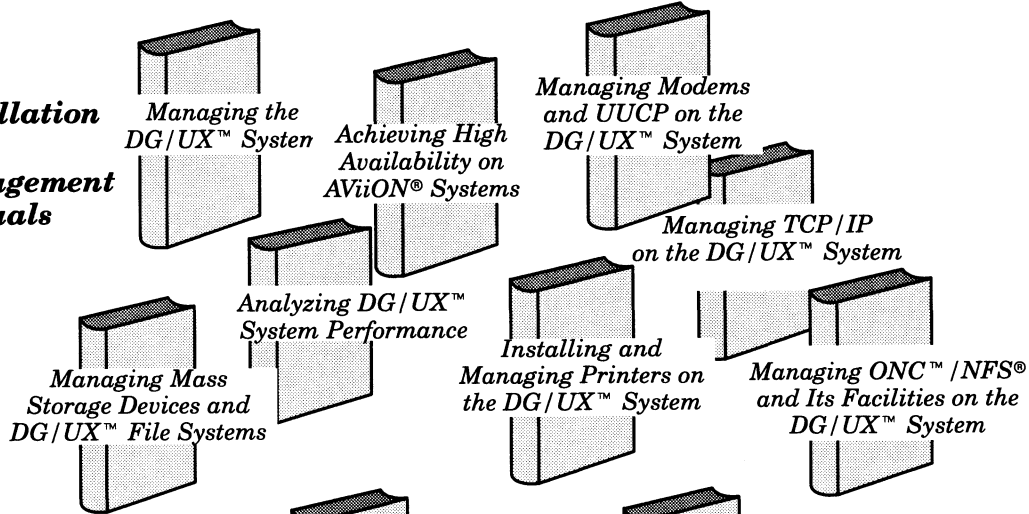 llation
agement
uals
Managing the
DG/UX™ Systen
Achieving High
Availability on
AViiON® Systems
Managing Modems
and UUCP on the
DG/UX™ System
Managing TCP/IP
on the DG/UX™ System
Analyzing DG/UX™
System Performance
Installing and
Managing Printers on
the DG/UX™ System
Managing Mass
Storage Devices and
DG/UX™ File Systems
Managing ONC™/NFS®
and Its Facilities on the
DG/UX™ System